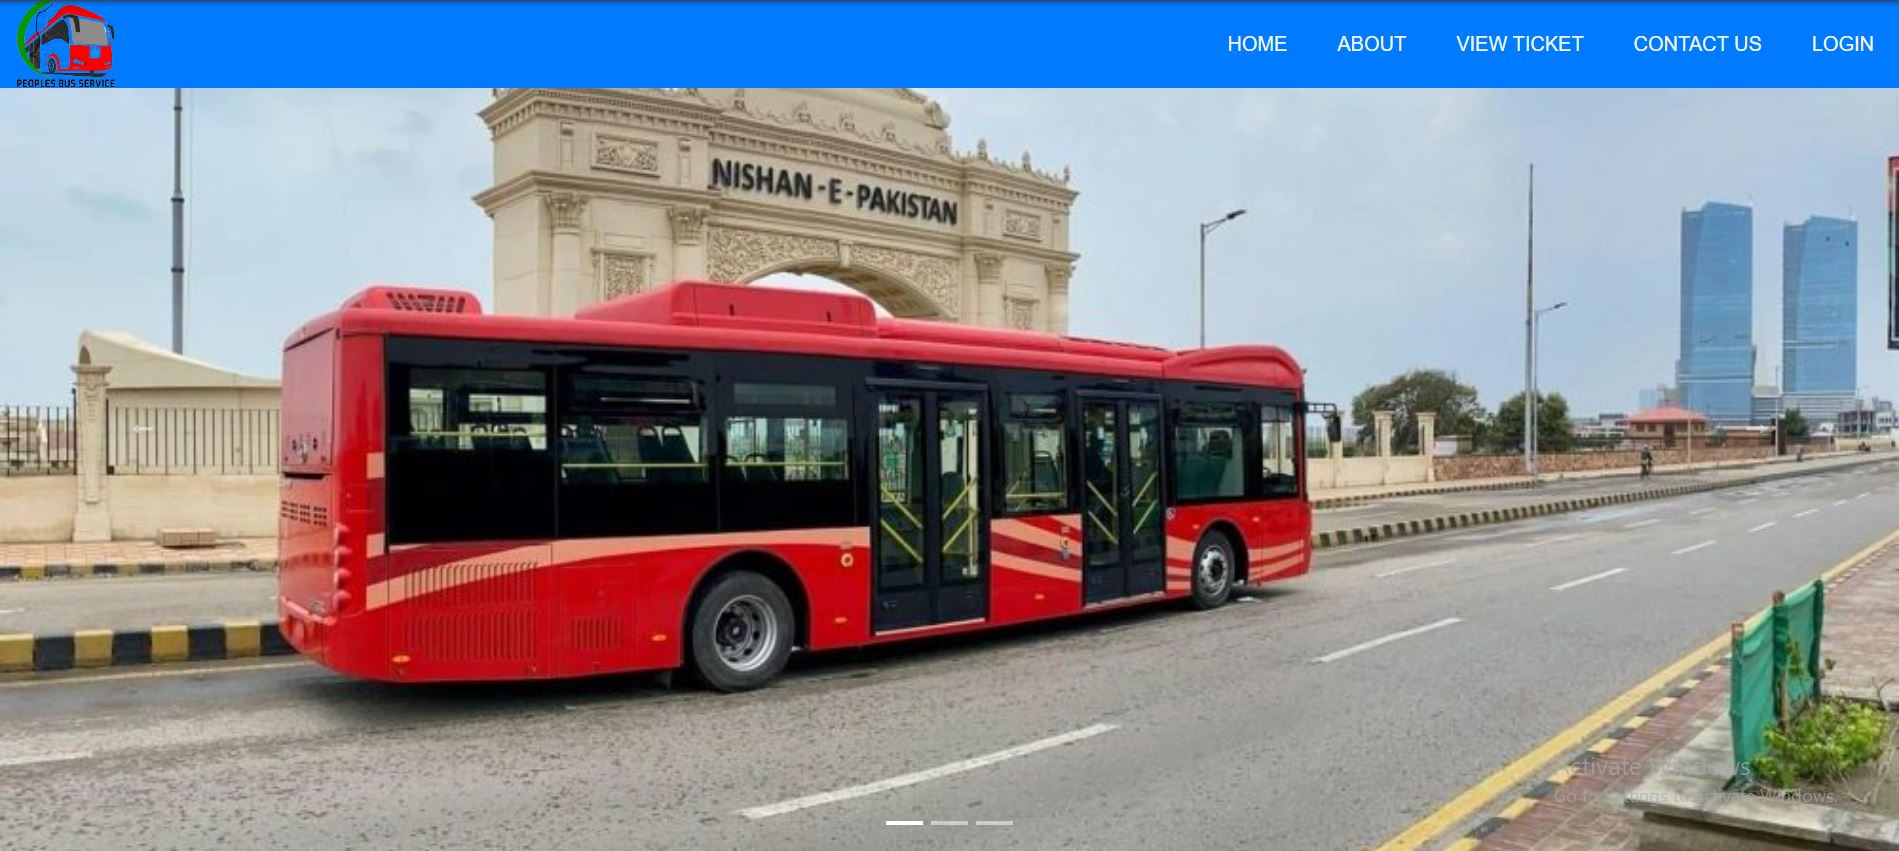 PEOPLES BUS SERVICE
HOME
ABOUT
VIEW TICKET
CONTACT US
LOGIN
NISHAN-E-PAKISTAN
Activate Windows
Go to Settings to activate Windows.